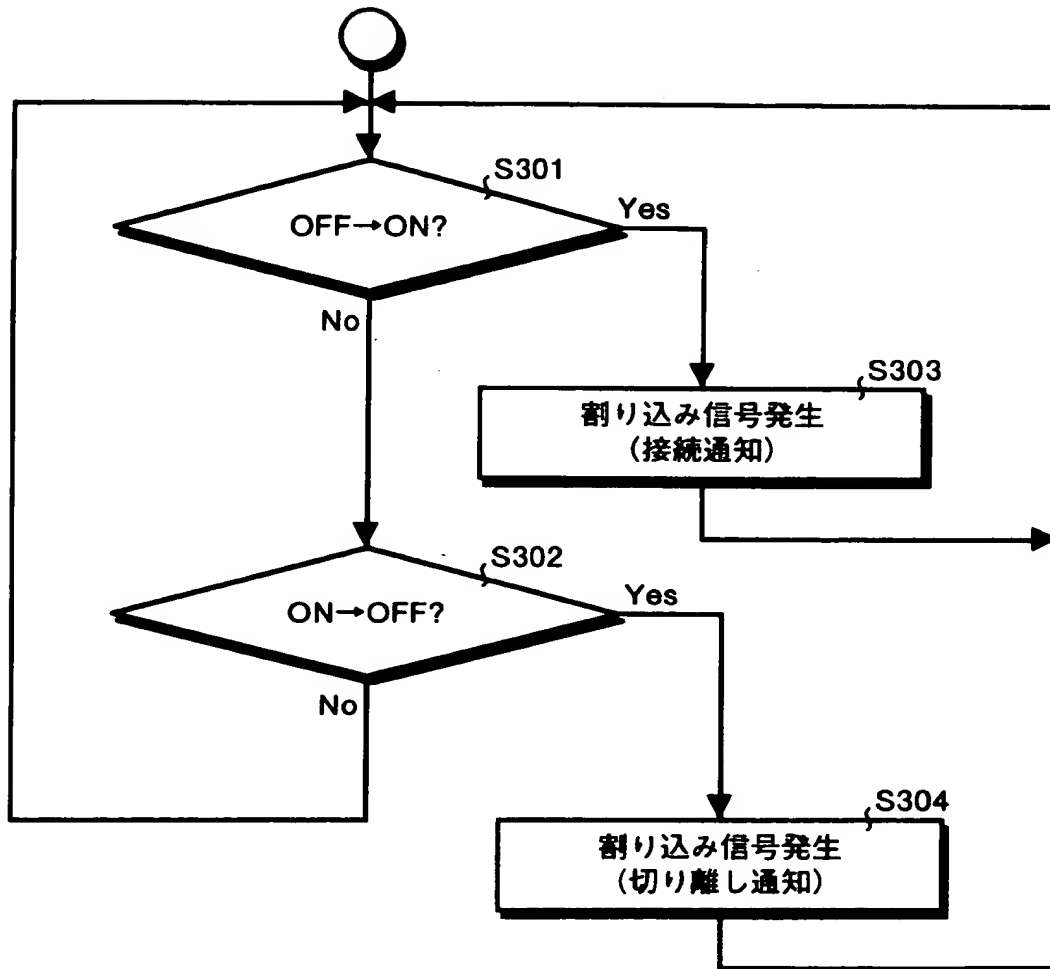 S301
OFF→ON?
Yes
No
S303
割り込み信号発生
(接続通知)
S302
ON→OFF?
Yes
No
S304
割り込み信号発生
(切り離し通知)